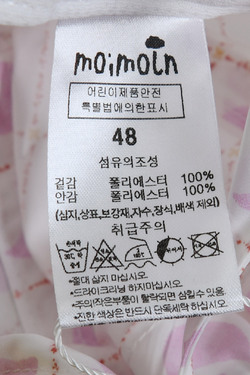 moimoln
어린이제품안전
특별법에의한표시
48
섬유의조성
겉감 폴리에스터 100%
안감 폴리에스터 100%
(심지,상표,보강재,자수,장식,배색 제외)
취급주의
•절대 삶지 마십시오.
•드라이크리닝 하지마십시오.
•주의!작은부품이 탈락되면 삼킬수 있음.
•진한 색상은 반드시 단독세탁 하십시오.